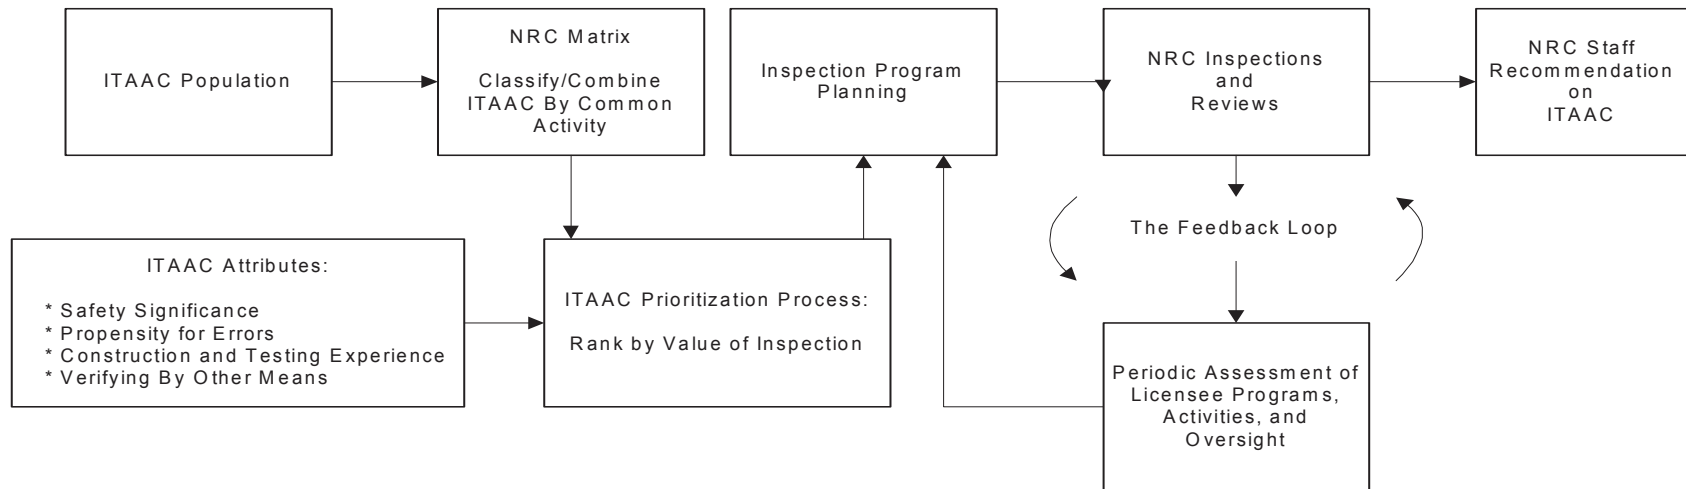 ITAAC Population
NRC Matrix
Classify/Combine
ITAAC By Common
Activity
Inspection Program
Planning
NRC Inspections
and
Reviews
NRC Staff
Recommendation
on
ITAAC
ITAAC Attributes:
* Safety Significance
* Propensity for Errors
* Construction and Testing Experience
* Verifying By Other Means
ITAAC Prioritization Process:
Rank by Value of Inspection
The Feedback Loop
Periodic Assessment of
Licensee Programs,
Activities, and
Oversight